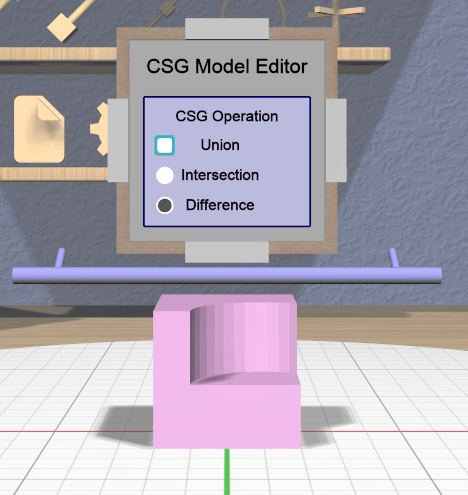 CSG Model Editor
CSG Operation
Union
Intersection
Difference